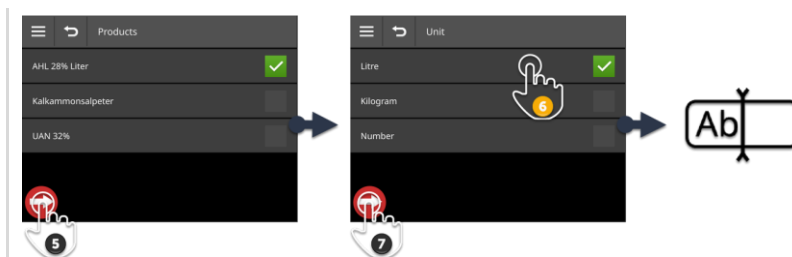 Products
AHL 28% Liter
Kalkammonsalpeter
UAN 32%
5
Unit
Litre
Kilogram
Number
6
7
Ab